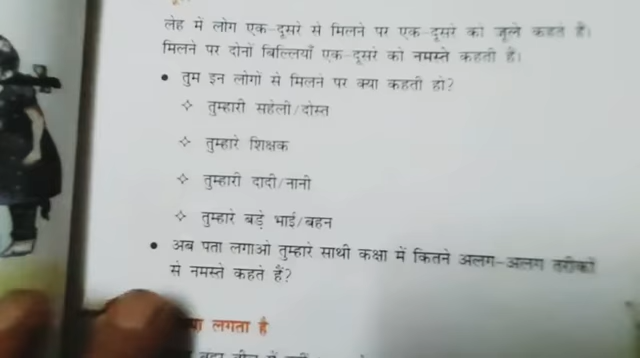 लेह में लोग एक-दूसरे से मिलने पर एक-दूसरे को जूले कहते हैं।
मिलने पर दोनों बिल्लियाँ एक-दूसरे को नमस्ते कहती हैं।
• तुम इन लोगों से मिलने पर क्या कहती हो?
✧ तुम्हारी सहेली/दोस्त
✧ तुम्हारे शिक्षक
✧ तुम्हारी दादी/नानी
✧ तुम्हारे बड़े भाई/बहन
• अब पता लगाओ तुम्हारे साथी कक्षा में कितने अलग-अलग तरीकों
से नमस्ते कहते हैं?
लगता है